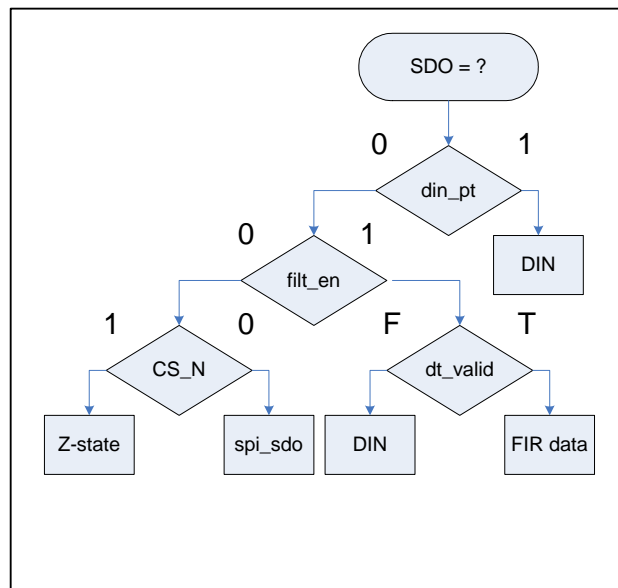 SDO = ?
0 1
din_pt
0 1
DIN
filt_en
1 0 F T
CS_N dt_valid
Z-state spi_sdo DIN FIR data